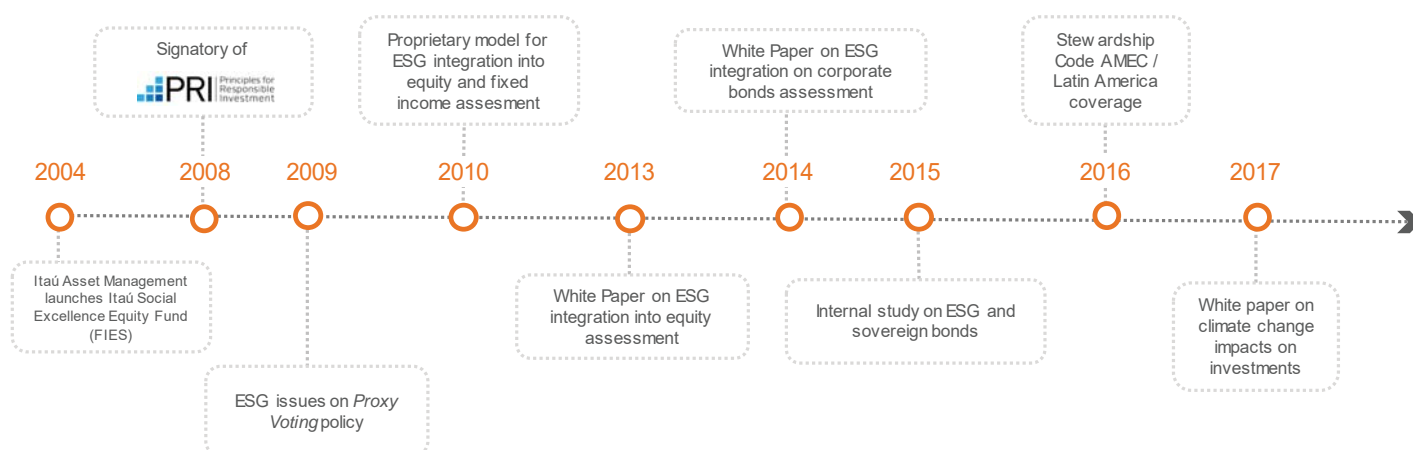 Signatory of
PRI
Principles for
Responsible
Investment
Proprietary model for
ESG integration into
equity and fixed
income assesment
White Paper on ESG
integration on corporate
bonds assessment
Stew ardship
Code AMEC /
Latin America
coverage
2004
2008
2009
2010
2013
2014
2015
2016
2017
Itaú Asset Management
launches Itaú Social
Excellence Equity Fund
(FIES)
ESG issues on Proxy
Voting policy
White Paper on ESG
integration into equity
assessment
Internal study on ESG and
sovereign bonds
White paper on
climate change
impacts on
investments